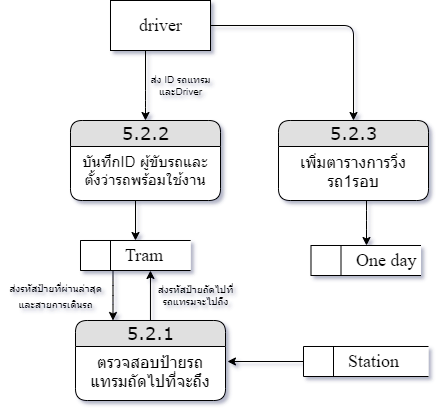 driver
ส่ง ID รถแทรม
และDriver
5.2.2
บันทึกID ผู้ขับรถและ
ตั้งว่ารถพร้อมใช้งาน
5.2.3
เพิ่มตารางการวิ่ง
รถ1รอบ
Tram
One day
ส่งรหัสป้ายที่ผ่านล่าสุด
และสายการเดินรถ
ส่งรหัสป้ายถัดไปที่
รถแทรมจะไปถึง
5.2.1
ตรวจสอบป้ายรถ
แทรมถัดไปที่จะถึง
Station